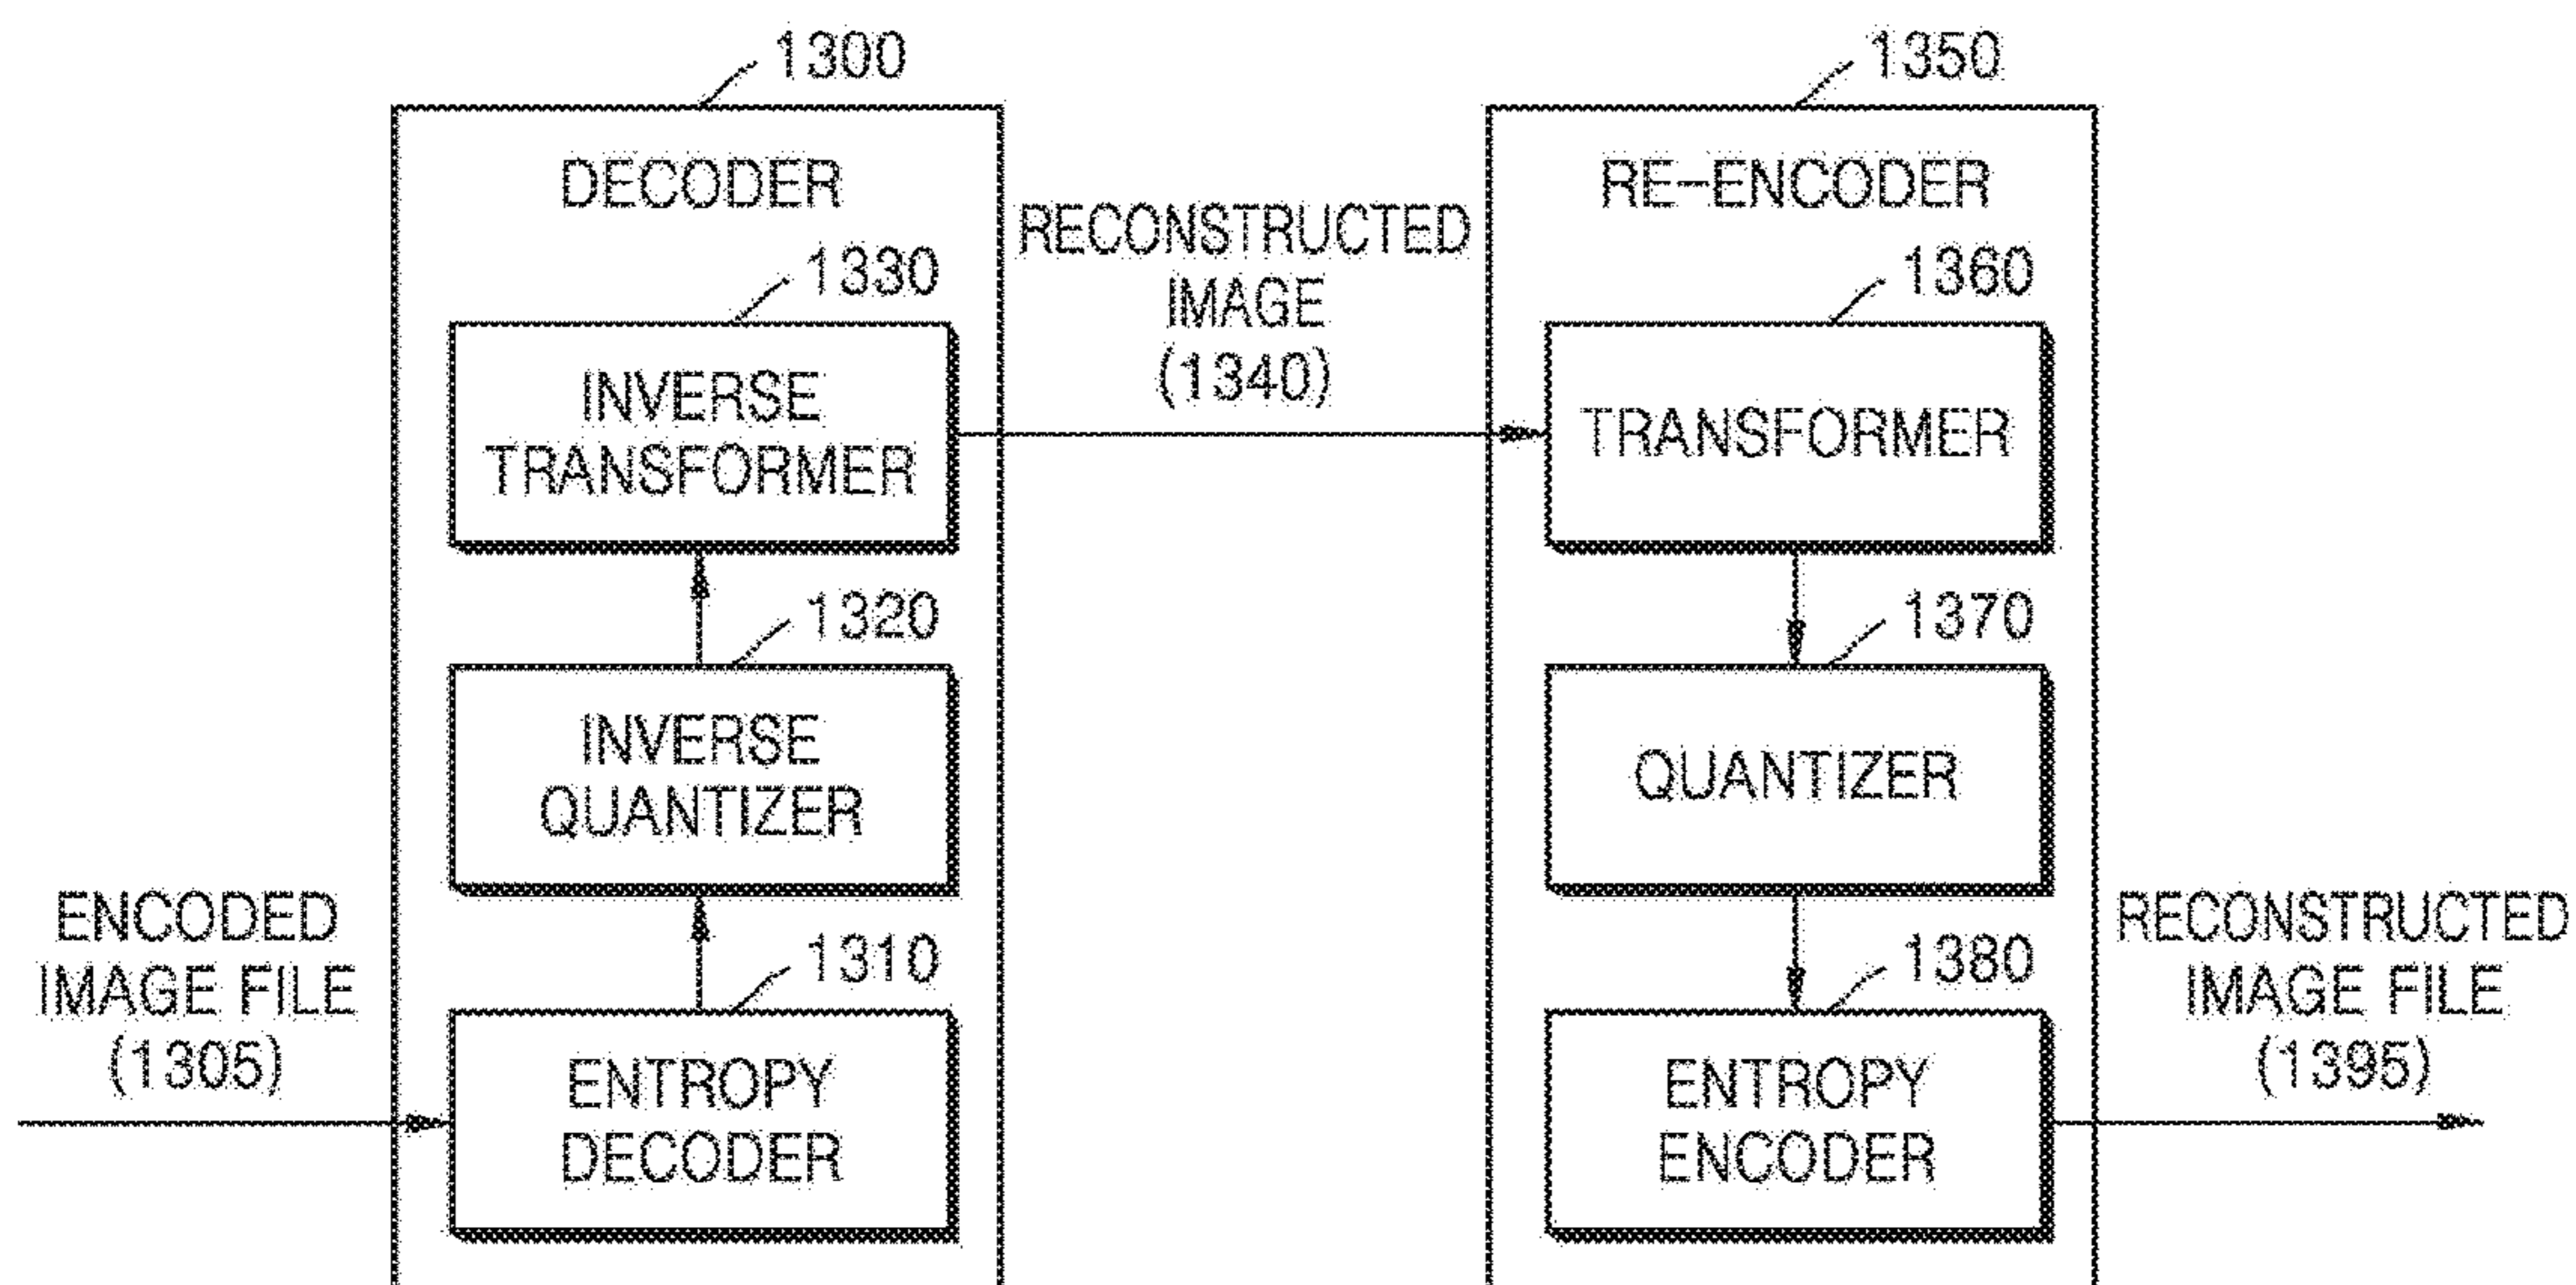 1300
DECODER
1330
INVERSE
TRANSFORMER
1320
INVERSE
QUANTIZER
1310
ENTROPY
DECODER
ENCODED
IMAGE FILE
(1305)
RECONSTRUCTED
IMAGE
(1340)
1350
RE-ENCODER
1360
TRANSFORMER
1370
QUANTIZER
1380
ENTROPY
ENCODER
RECONSTRUCTED
IMAGE FILE
(1395)